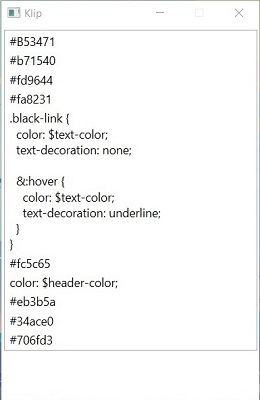 Klip
#B53471
#b71540
#fd9644
#fa8231
.black-link {
  color: $text-color;
  text-decoration: none;

  &:hover {
    color: $text-color;
    text-decoration: underline;
  }
}
#fc5c65
color: $header-color;
#eb3b5a
#34ace0
#706fd3